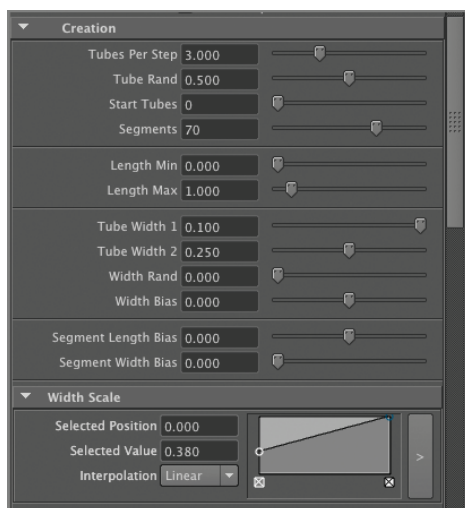 Creation
Tubes Per Step 3.000
Tube Rand 0.500
Start Tubes 0
Segments 70
Length Min 0.000
Length Max 1.000
Tube Width 1 0.100
Tube Width 2 0.250
Width Rand 0.000
Width Bias 0.000
Segment Length Bias 0.000
Segment Width Bias 0.000
Width Scale
Selected Position 0.000
Selected Value 0.380
Interpolation Linear
>